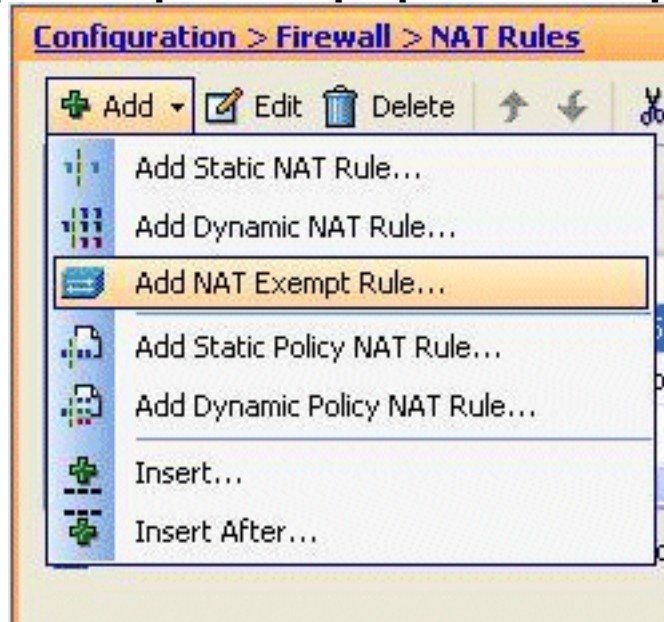 Configuration > Firewall > NAT Rules
Add Edit Delete
Add Static NAT Rule...
Add Dynamic NAT Rule...
Add NAT Exempt Rule...
Add Static Policy NAT Rule...
Add Dynamic Policy NAT Rule...
Insert...
Insert After...